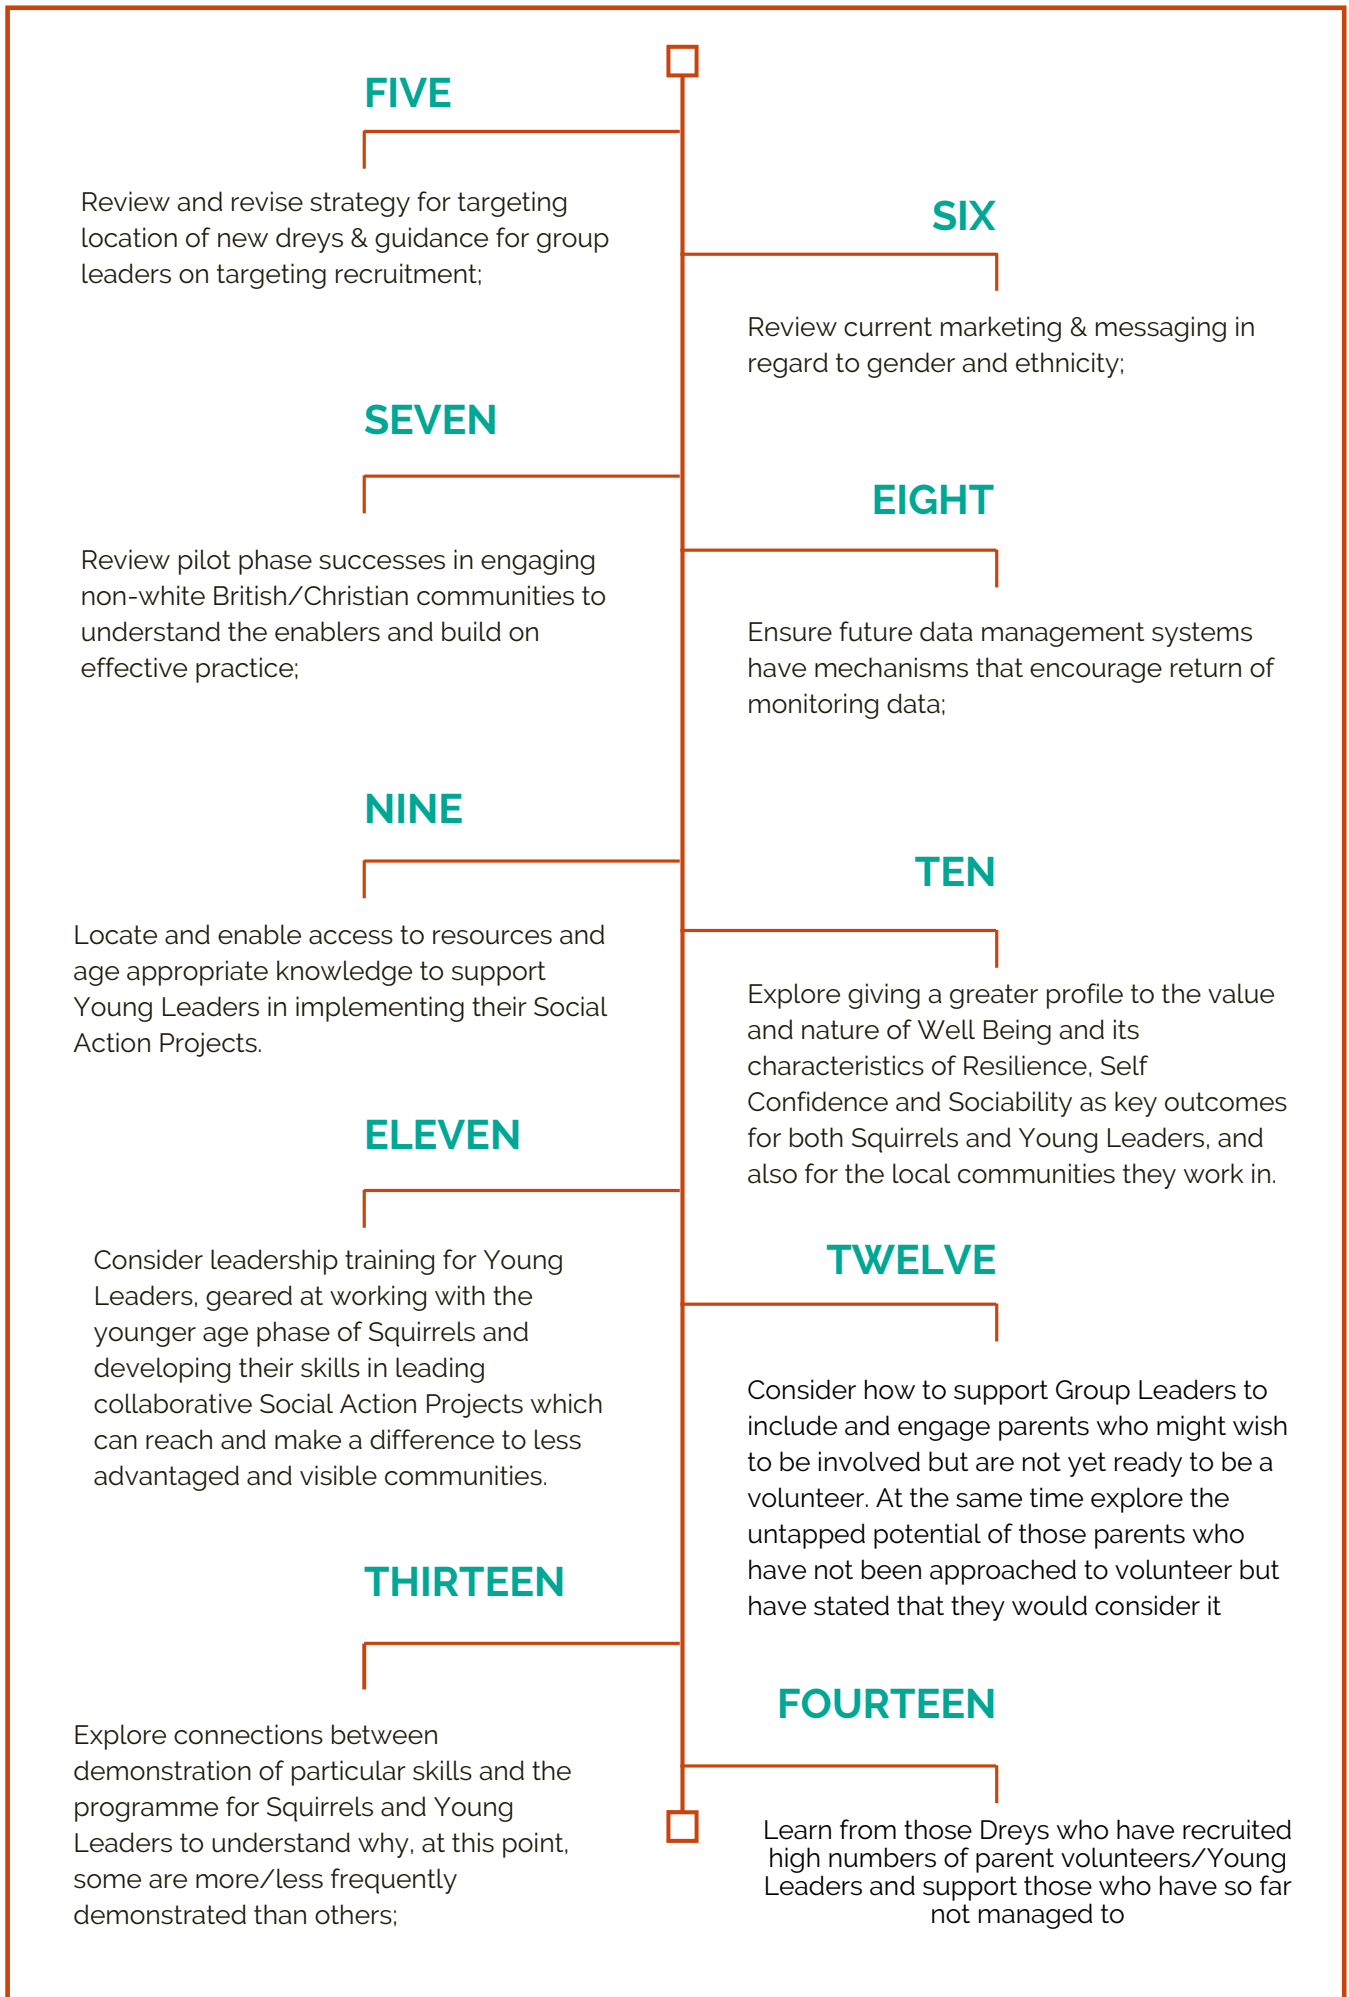 FIVE
Review and revise strategy for targeting
location of new dreys & guidance for group
leaders on targeting recruitment;
SIX
Review current marketing & messaging in
regard to gender and ethnicity;
SEVEN
Review pilot phase successes in engaging
non-white British/Christian communities to
understand the enablers and build on
effective practice;
EIGHT
Ensure future data management systems
have mechanisms that encourage return of
monitoring data;
NINE
Locate and enable access to resources and
age appropriate knowledge to support
Young Leaders in implementing their Social
Action Projects.
TEN
Explore giving a greater profile to the value
and nature of Well Being and its
characteristics of Resilience, Self
Confidence and Sociability as key outcomes
for both Squirrels and Young Leaders, and
also for the local communities they work in.
ELEVEN
Consider leadership training for Young
Leaders, geared at working with the
younger age phase of Squirrels and
developing their skills in leading
collaborative Social Action Projects which
can reach and make a difference to less
advantaged and visible communities.
TWELVE
Consider how to support Group Leaders to
include and engage parents who might wish
to be involved but are not yet ready to be a
volunteer. At the same time explore the
untapped potential of those parents who
have not been approached to volunteer but
have stated that they would consider it
THIRTEEN
Explore connections between
demonstration of particular skills and the
programme for Squirrels and Young
Leaders to understand why, at this point,
some are more/less frequently
demonstrated than others;
FOURTEEN
Learn from those Dreys who have recruited
high numbers of parent volunteers/Young
Leaders and support those who have so far
not managed to